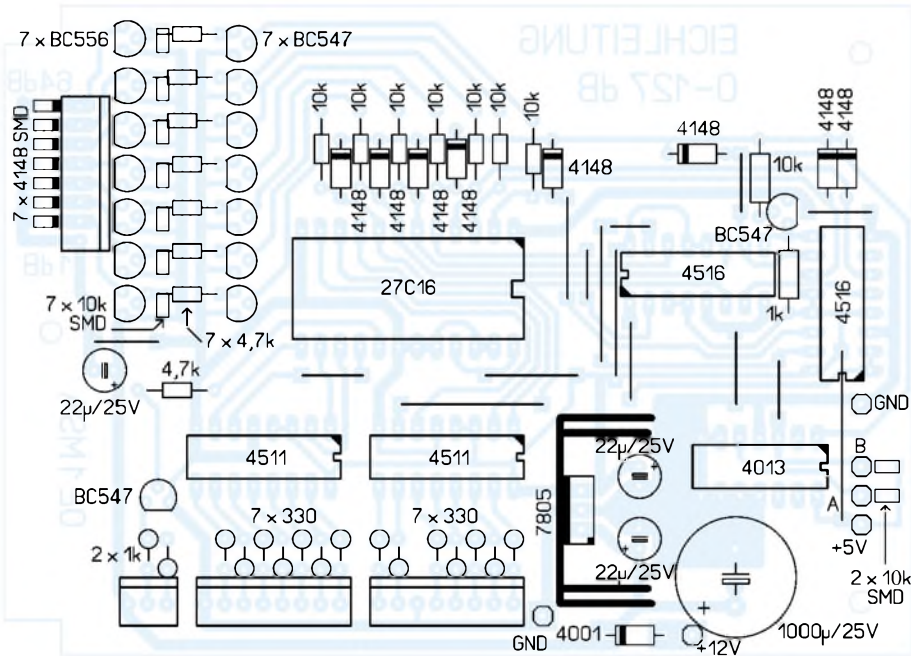 7 x BC556
7 x BC547
EICHLEITUNG
0-127 dB
64dB
1dB
7 x 4148 SMD
10k
10k
10k
10k
10k
10k
10k
4148
4148
4148
4148
4148
4148
4148
4148
10k
BC547
27C16
4516
1k
4516
7 x 10k
SMD
7 x 4,7k
4,7k
22µ/25V
GND
4511
4511
22µ/25V
4013
B
A
+5V
BC547
7 x 330
7 x 330
7805
2 x 1k
22µ/25V
2 x 10k
SMD
GND
4001
+12V
1000µ/25V